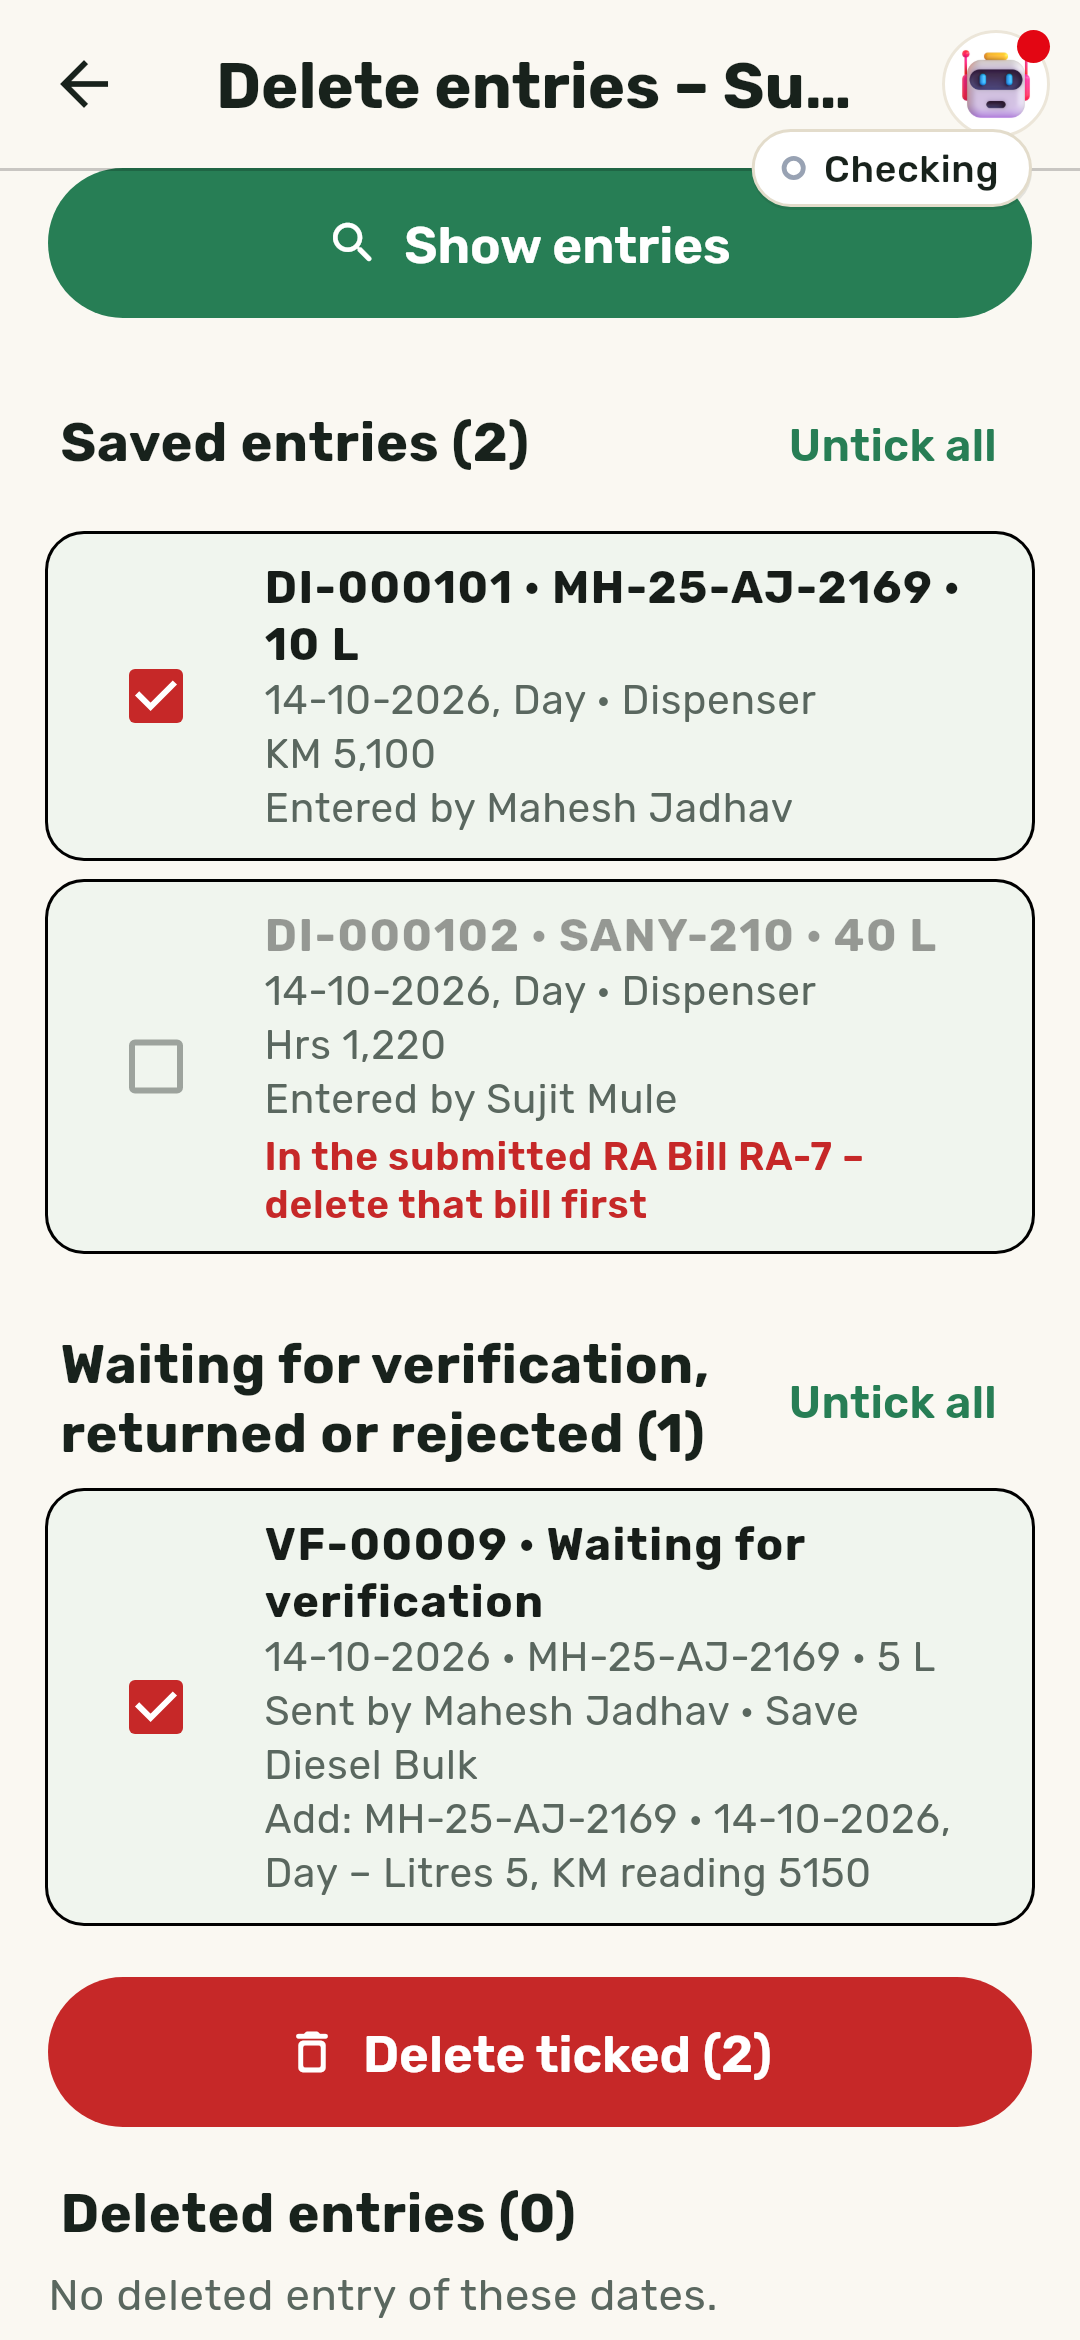 Delete entries – Su...
Checking
Show entries
Saved entries (2)
Untick all
DI-000101 • MH-25-AJ-2169 •
10 L
14-10-2026, Day • Dispenser
KM 5,100
Entered by Mahesh Jadhav
DI-000102 • SANY-210 • 40 L
14-10-2026, Day • Dispenser
Hrs 1,220
Entered by Sujit Mule
In the submitted RA Bill RA-7 –
delete that bill first
Waiting for verification,
returned or rejected (1)
Untick all
VF-00009 • Waiting for
verification
14-10-2026 • MH-25-AJ-2169 • 5 L
Sent by Mahesh Jadhav • Save
Diesel Bulk
Add: MH-25-AJ-2169 • 14-10-2026,
Day – Litres 5, KM reading 5150
Delete ticked (2)
Deleted entries (0)
No deleted entry of these dates.